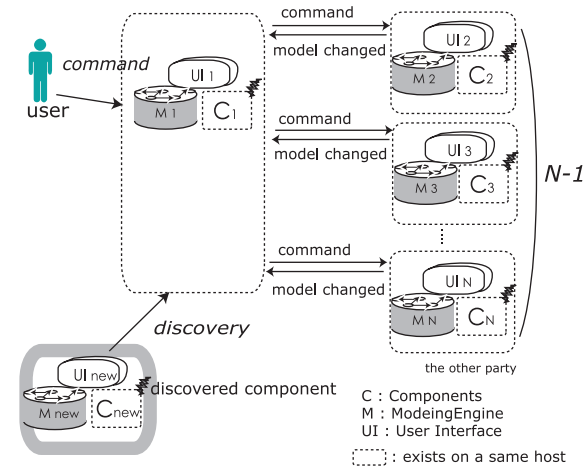 command
user
UI 1
M 1
C1
command
model changed
UI 2
M 2
C2
command
model changed
UI 3
M 3
C3
N-1
command
model changed
UI N
M N
CN
the other party
discovery
UI new
M new
Cnew
discovered component
C : Components
M : ModeingEngine
UI : User Interface
: exists on a same host